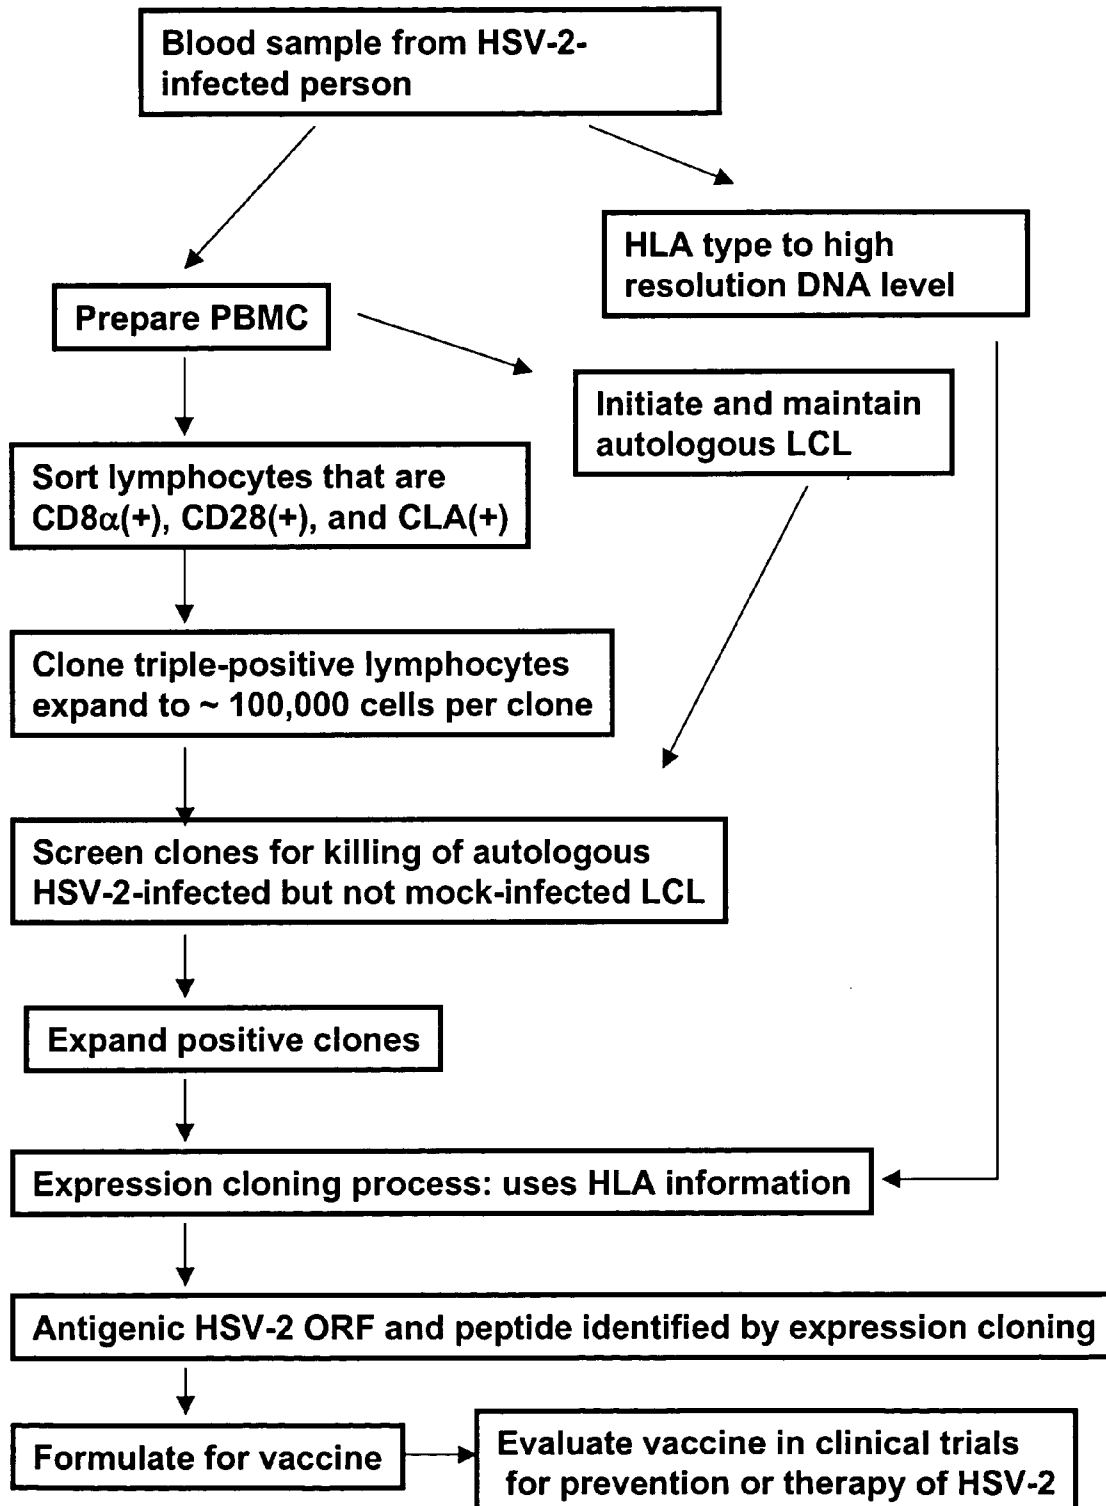 Blood sample from HSV-2-
infected person
HLA type to high
resolution DNA level
Prepare PBMC
Initiate and maintain
autologous LCL
Sort lymphocytes that are
CD8α(+), CD28(+), and CLA(+)
Clone triple-positive lymphocytes
expand to ~ 100,000 cells per clone
Screen clones for killing of autologous
HSV-2-infected but not mock-infected LCL
Expand positive clones
Expression cloning process: uses HLA information
Antigenic HSV-2 ORF and peptide identified by expression cloning
Formulate for vaccine
Evaluate vaccine in clinical trials
for prevention or therapy of HSV-2